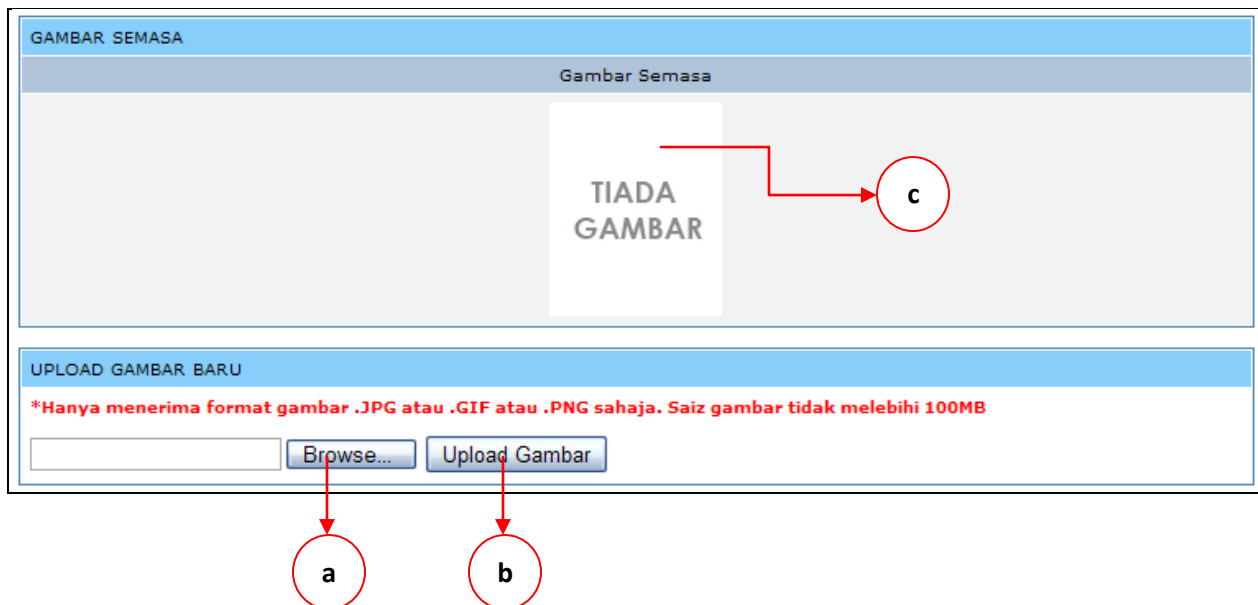 GAMBAR SEMASA
Gambar Semasa
TIADA
GAMBAR
c
UPLOAD GAMBAR BARU
*Hanya menerima format gambar .JPG atau .GIF atau .PNG sahaja. Saiz gambar tidak melebihi 100MB
Browse... Upload Gambar
a b